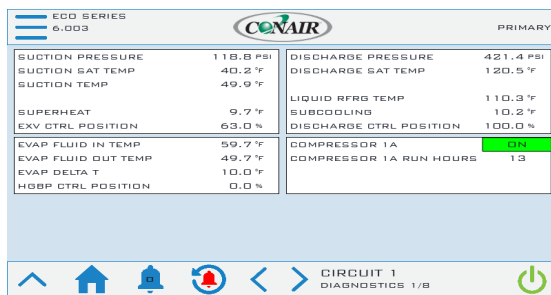 ECO SERIES
6.003
CONAIR
PRIMARY
SUCTION PRESSURE 118.8 PSI
SUCTION SAT TEMP 40.2 °F
SUCTION TEMP 49.9 °F
SUPERHEAT 9.7 °F
EXV CTRL POSITION 63.0 %
DISCHARGE PRESSURE 421.4 PSI
DISCHARGE SAT TEMP 120.5 °F
LIQUID RFRG TEMP 110.3 °F
SUBCOOLING 10.2 °F
DISCHARGE CTRL POSITION 100.0 %
EVAP FLUID IN TEMP 59.7 °F
EVAP FLUID OUT TEMP 49.7 °F
EVAP DELTA T 10.0 °F
HGBP CTRL POSITION 0.0 %
COMPRESSOR 1A ON
COMPRESSOR 1A RUN HOURS 13
0
CIRCUIT 1
DIAGNOSTICS 1/8